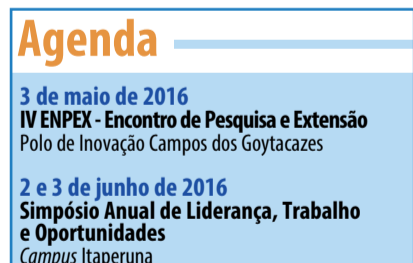 Agenda
3 de maio de 2016
IV ENPEX - Encontro de Pesquisa e Extensão
Polo de Inovação Campos dos Goytacazes
2 e 3 de junho de 2016
Simpósio Anual de Liderança, Trabalho
e Oportunidades
Campus Itaperuna